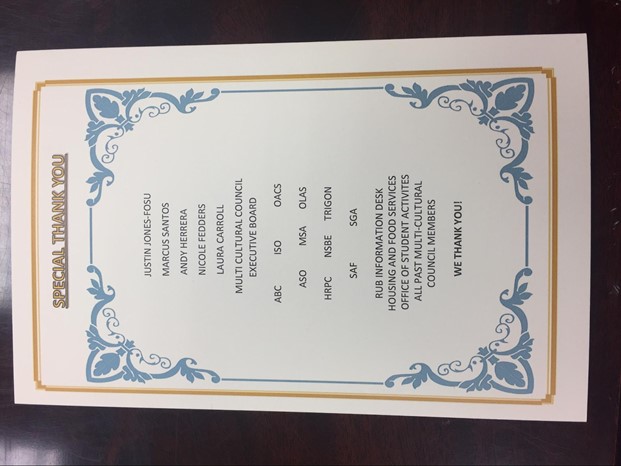 SPECIAL THANK YOU
JUSTIN JONES-FOSU
MARCUS SANTOS
ANDY HERRERA
NICOLE FEDDERS
LAURA CARROLL
MULTI CULTURAL COUNCIL
EXECUTIVE BOARD
ABC ISO OACS
ASO MSA OLAS
HRPC NSBE TRIGON
SAF SGA
RUB INFORMATION DESK
HOUSING AND FOOD SERVICES
OFFICE OF STUDENT ACTIVITES
ALL PAST MULTI-CULTURAL
COUNCIL MEMBERS
WE THANK YOU!